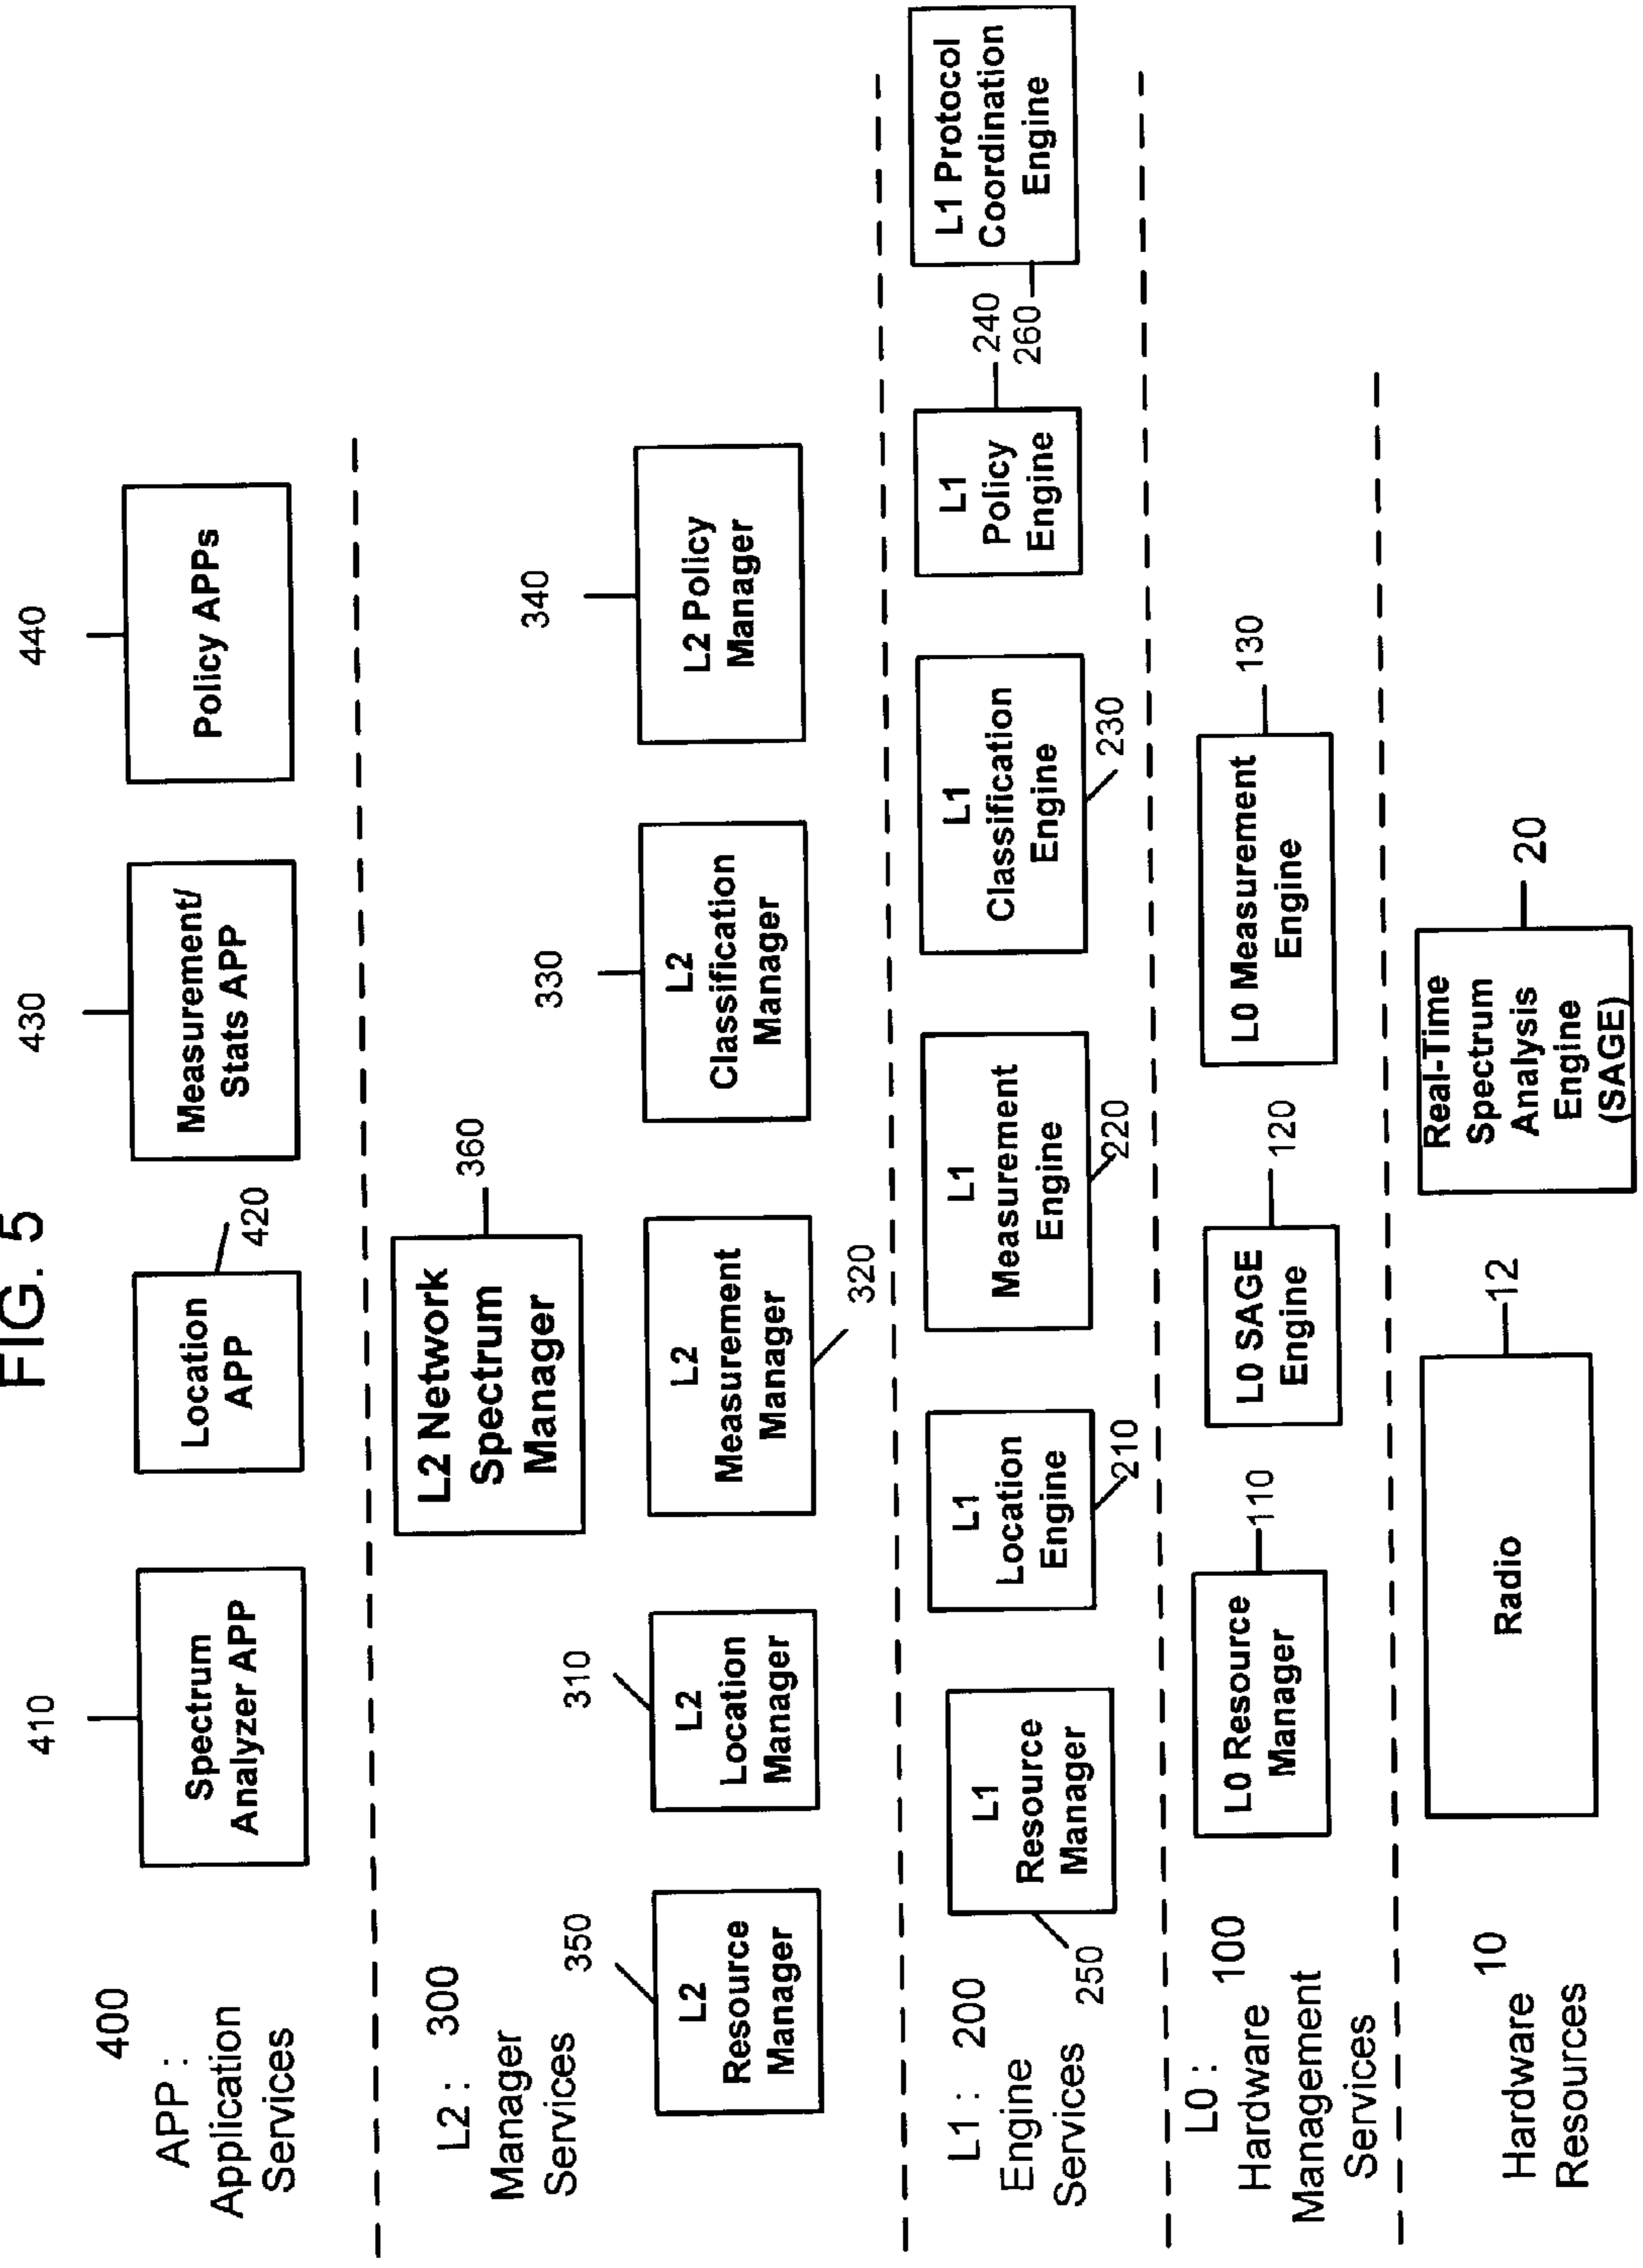 FIG. 5
410
420
430
440
400
APP :
Application
Services
Spectrum
Analyzer APP
Location
APP
Measurement/
Stats APP
Policy APPs
L2 : 300
Manager
Services
L2 Network
Spectrum
Manager
360
350
310
320
330
340
L2
Resource
Manager
L2
Location
Manager
L2
Measurement
Manager
L2
Classification
Manager
L2 Policy
Manager
L1 : 200
Engine
Services
250
L1
Resource
Manager
L1
Location
Engine
210
L1
Measurement
Engine
220
L1
Classification
Engine
230
L1
Policy
Engine
240
260
L1 Protocol
Coordination
Engine
L0 :
Hardware 100
Management
Services
L0 Resource
Manager
110
L0 SAGE
Engine
120
L0 Measurement
Engine
130
10
Hardware
Resources
Radio
12
Real-Time
Spectrum
Analysis
Engine
(SAGE)
20